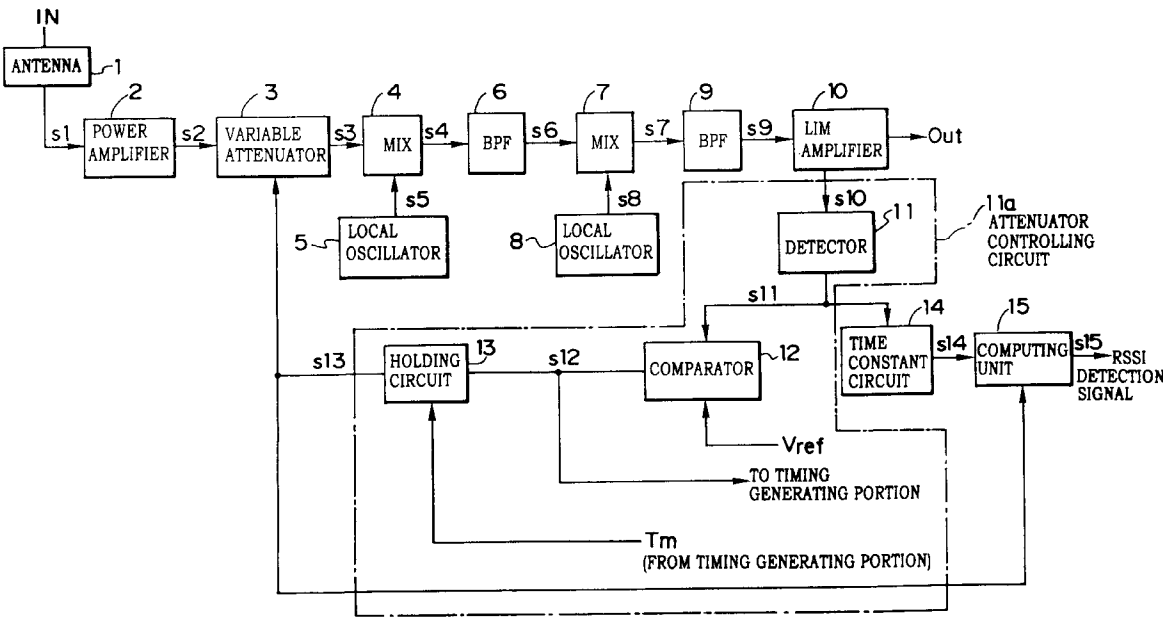 IN
ANTENNA
1
2
3
4
6
7
9
10
s1
POWER
AMPLIFIER
s2
VARIABLE
ATTENUATOR
s3
MIX
s4
BPF
s6
MIX
s7
BPF
s9
LIM
AMPLIFIER
Out
s5
s8
s10
5
LOCAL
OSCILLATOR
8
LOCAL
OSCILLATOR
DETECTOR
11
11a
ATTENUATOR
CONTROLLING
CIRCUIT
s11
s13
HOLDING
CIRCUIT
13
s12
COMPARATOR
12
14
TIME
CONSTANT
CIRCUIT
s14
15
COMPUTING
UNIT
s15
RSSI
DETECTION
SIGNAL
Vref
TO TIMING
GENERATING PORTION
Tm
(FROM TIMING GENERATING PORTION)